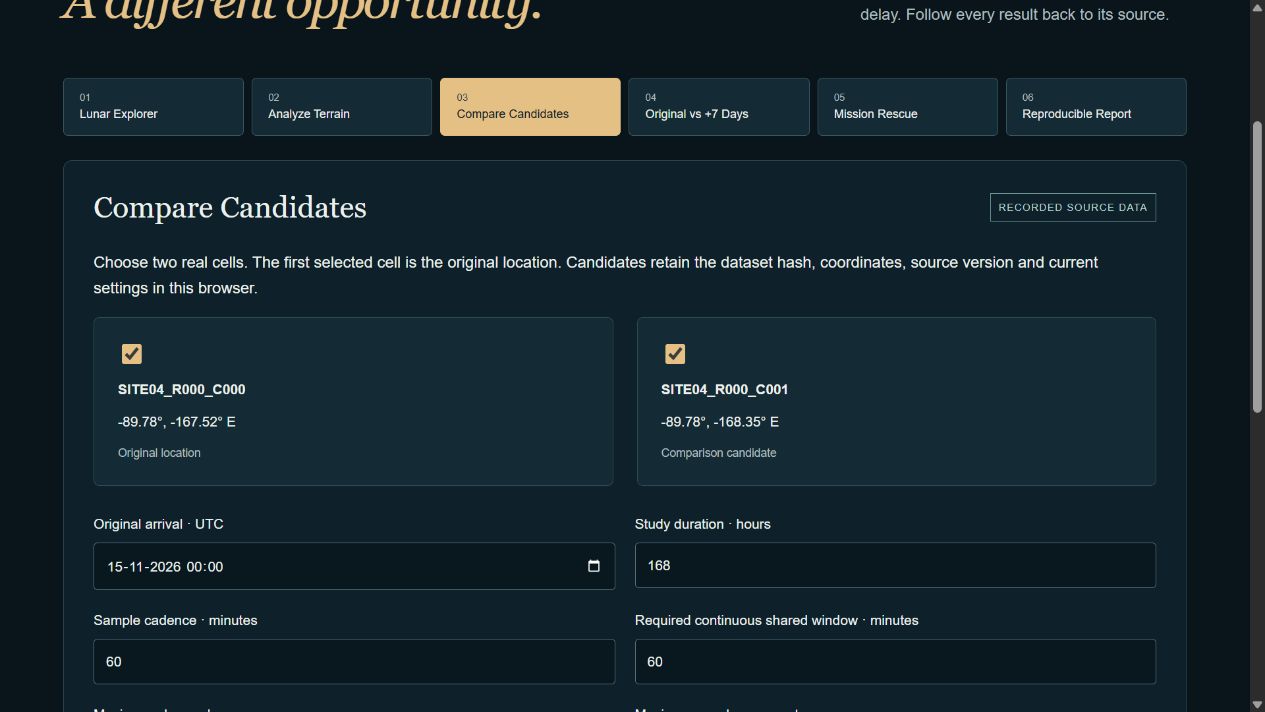 A different opportunity.
delay. Follow every result back to its source.
01
Lunar Explorer
02
Analyze Terrain
03
Compare Candidates
04
Original vs +7 Days
05
Mission Rescue
06
Reproducible Report
Compare Candidates
RECORDED SOURCE DATA
Choose two real cells. The first selected cell is the original location. Candidates retain the dataset hash, coordinates, source version and current
settings in this browser.
SITE04_R000_C000
-89.78°, -167.52° E
Original location
SITE04_R000_C001
-89.78°, -168.35° E
Comparison candidate
Original arrival · UTC
15-11-2026 00:00
Study duration · hours
168
Sample cadence · minutes
60
Required continuous shared window · minutes
60